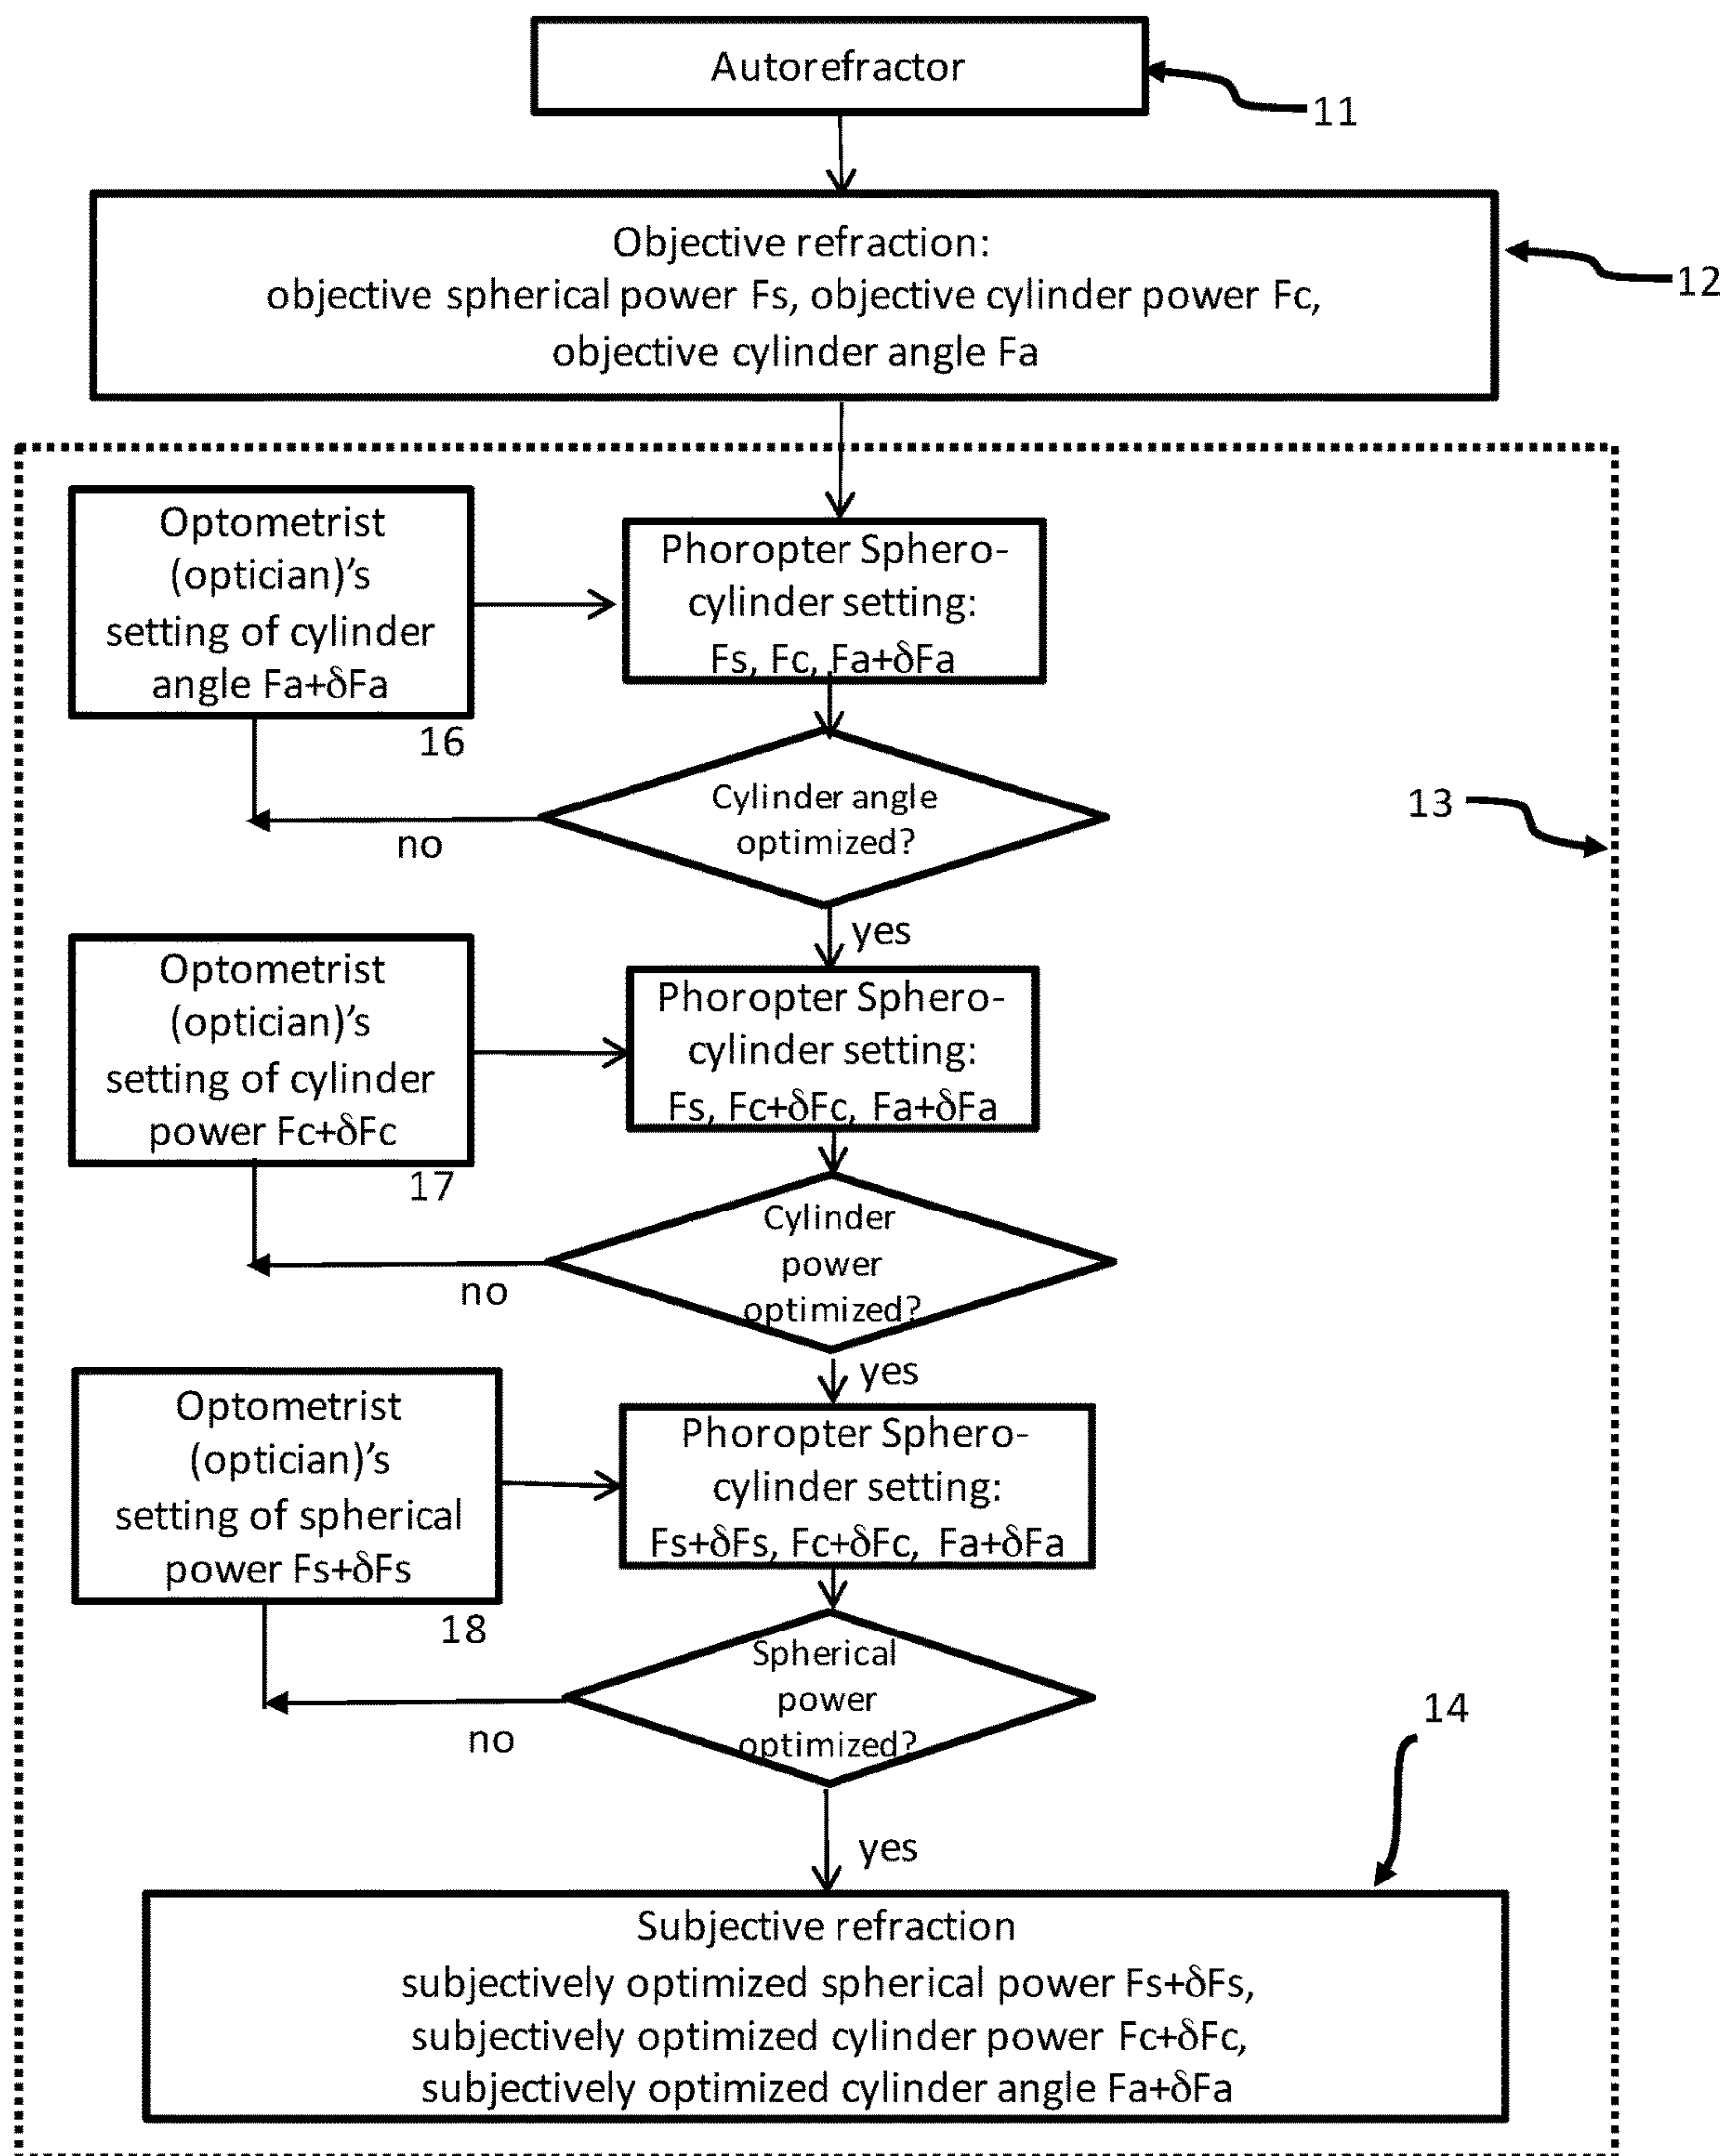 Autorefractor
11
Objective refraction:
objective spherical power Fs, objective cylinder power Fc,
objective cylinder angle Fa
12
Optometrist
(optician)'s
setting of cylinder
angle Fa+δFa
16
Phoropter Sphero-
cylinder setting:
Fs, Fc, Fa+δFa
Cylinder angle
optimized?
no
yes
13
Optometrist
(optician)'s
setting of cylinder
power Fc+δFc
17
Phoropter Sphero-
cylinder setting:
Fs, Fc+δFc, Fa+δFa
Cylinder
power
optimized?
no
yes
Optometrist
(optician)'s
setting of spherical
power Fs+δFs
18
Phoropter Sphero-
cylinder setting:
Fs+δFs, Fc+δFc, Fa+δFa
Spherical
power
optimized?
no
yes
14
Subjective refraction
subjectively optimized spherical power Fs+δFs,
subjectively optimized cylinder power Fc+δFc,
subjectively optimized cylinder angle Fa+δFa